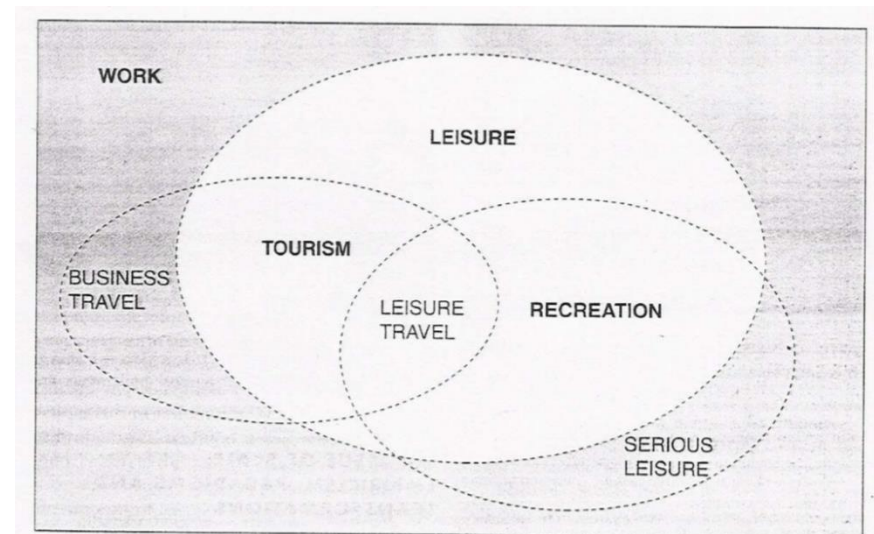 WORK
LEISURE
TOURISM
BUSINESS
TRAVEL
LEISURE
TRAVEL
RECREATION
SERIOUS
LEISURE